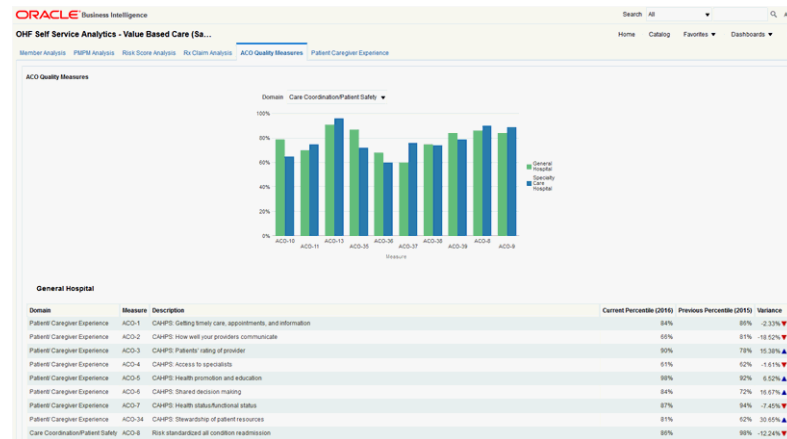 ORACLE Business Intelligence
Search All
OHF Self Service Analytics - Value Based Care (Sa...
Home Catalog Favorites Dashboards
Member Analysis PMPM Analysis Risk Score Analysis Rx Claim Analysis ACO Quality Measures Patient Caregiver Experience
ACO Quality Measures
Domain Care Coordination/Patient Safety
100%
80%
60%
40%
20%
0%
General Hospital
Specialty Care Hospital
ACO-10 ACO-11 ACO-13 ACO-35 ACO-36 ACO-37 ACO-38 ACO-39 ACO-8 ACO-9
Measure
General Hospital
Domain Measure Description Current Percentile (2016) Previous Percentile (2015) Variance
Patient/ Caregiver Experience ACO-1 CAHPS: Getting timely care, appointments, and information 84% 86% -2.33%
Patient/ Caregiver Experience ACO-2 CAHPS: How well your providers communicate 66% 81% -18.52%
Patient/ Caregiver Experience ACO-3 CAHPS: Patients' rating of provider 90% 78% 15.38%
Patient/ Caregiver Experience ACO-4 CAHPS: Access to specialists 61% 62% -1.61%
Patient/ Caregiver Experience ACO-5 CAHPS: Health promotion and education 98% 92% 6.52%
Patient/ Caregiver Experience ACO-6 CAHPS: Shared decision making 84% 72% 16.67%
Patient/ Caregiver Experience ACO-7 CAHPS: Health status/functional status 87% 94% -7.45%
Patient/ Caregiver Experience ACO-34 CAHPS: Stewardship of patient resources 81% 62% 30.65%
Care Coordination/Patient Safety ACO-8 Risk standardized all condition readmission 86% 98% -12.24%